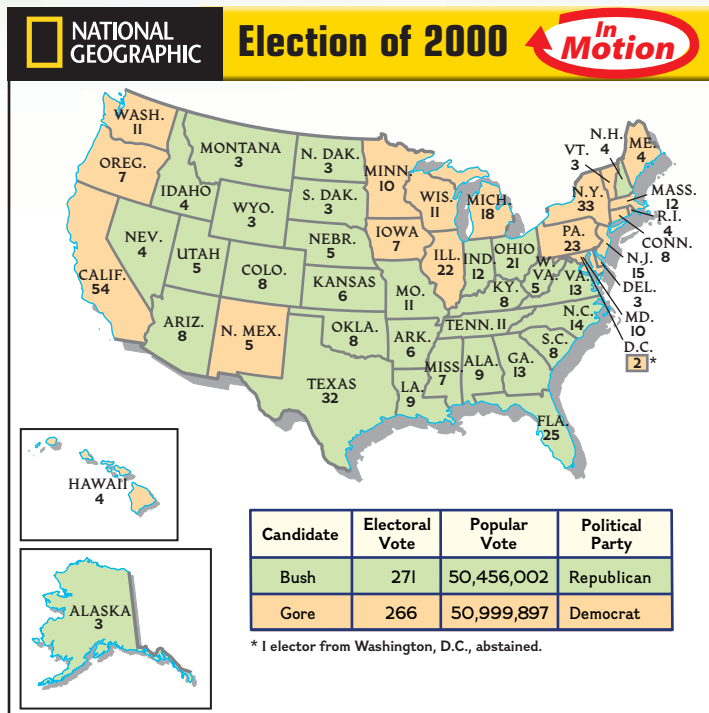 NATIONAL
GEOGRAPHIC
Election of 2000
In
Motion
WASH.
11
OREG.
7
CALIF.
54
IDAHO
4
NEV.
4
MONTANA
3
WYO.
3
UTAH
5
ARIZ.
8
COLO.
8
N. MEX.
5
N. DAK.
3
S. DAK.
3
NEBR.
5
KANSAS
6
OKLA.
8
TEXAS
32
MINN.
10
IOWA
7
MO.
11
ARK.
6
LA.
9
WIS.
11
ILL.
22
MICH.
18
IND.
12
OHIO
21
KY.
8
TENN. 11
MISS.
7
ALA.
9
GA.
13
FLA.
25
S.C.
8
N.C.
14
VA.
13
W.
VA.
5
PA.
23
N.Y.
33
VT.
3
N.H.
4
ME.
4
MASS.
12
R.I.
4
CONN.
8
N.J.
15
DEL.
3
MD.
10
D.C.
2 *
HAWAII
4
ALASKA
3
Candidate Electoral Vote Popular Vote Political Party
Bush 271 50,456,002 Republican
Gore 266 50,999,897 Democrat
* 1 elector from Washington, D.C., abstained.